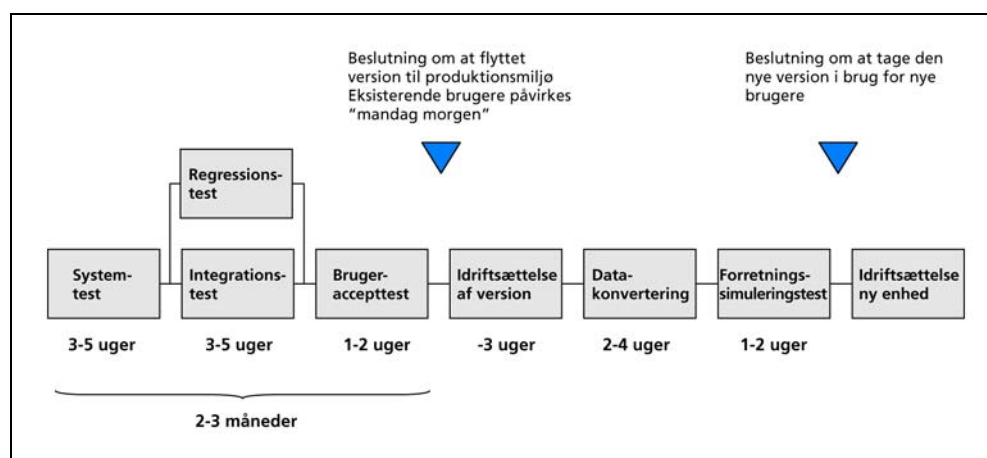 Beslutning om at flyttet
version til produktionsmiljø
Eksisterende brugere påvirkes
“mandag morgen”
Beslutning om at tage den
nye version i brug for nye
brugere
Regressions-
test
System-
test
Integrations-
test
Bruger-
accepttest
Idriftsættelse
af version
Data-
konvertering
Forretnings-
simuleringstest
Idriftsættelse
ny enhed
3-5 uger
3-5 uger
1-2 uger
-3 uger
2-4 uger
1-2 uger
2-3 måneder